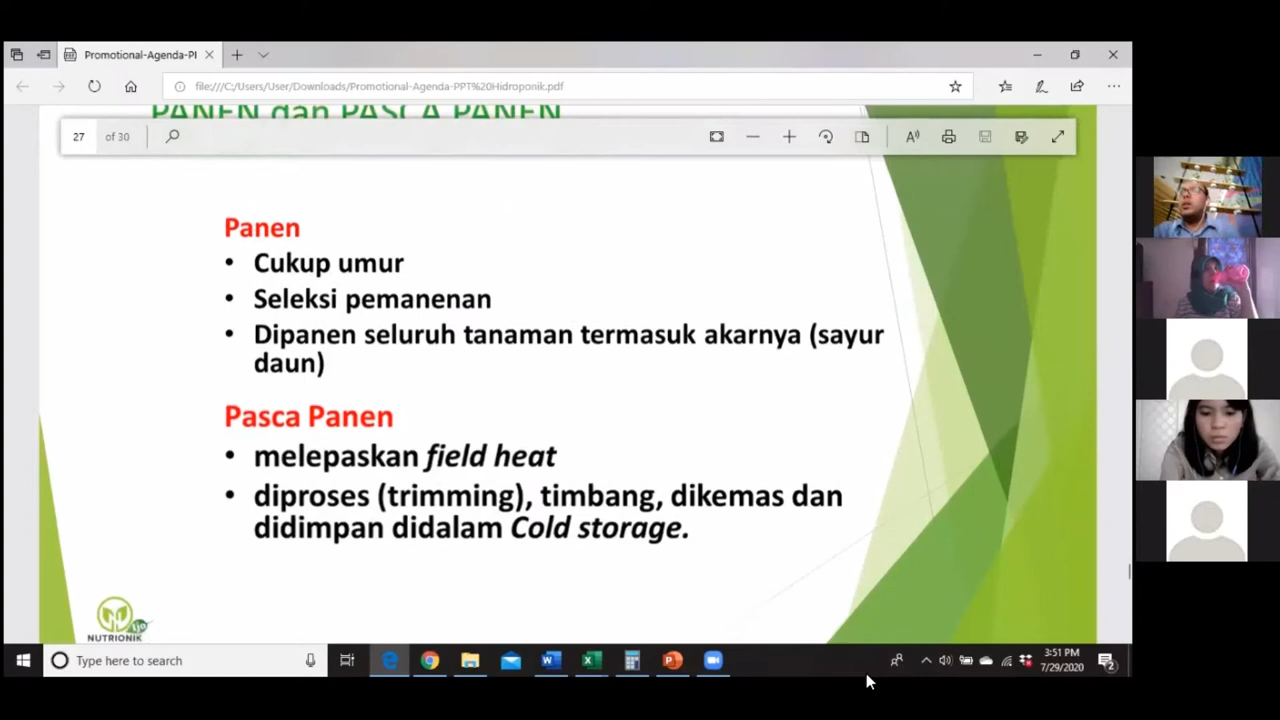 Promotional-Agenda-PI
file:///C:/Users/User/Downloads/Promotional-Agenda-PPT%20Hidroponik.pdf
PANEN dan PASCA PANEN
27 of 30
Panen
• Cukup umur
• Seleksi pemanenan
• Dipanen seluruh tanaman termasuk akarnya (sayur
daun)
Pasca Panen
• melepaskan field heat
• diproses (trimming), timbang, dikemas dan
didimpan didalam Cold storage.
NUTRIONIK
Type here to search
3:51 PM
7/29/2020
2